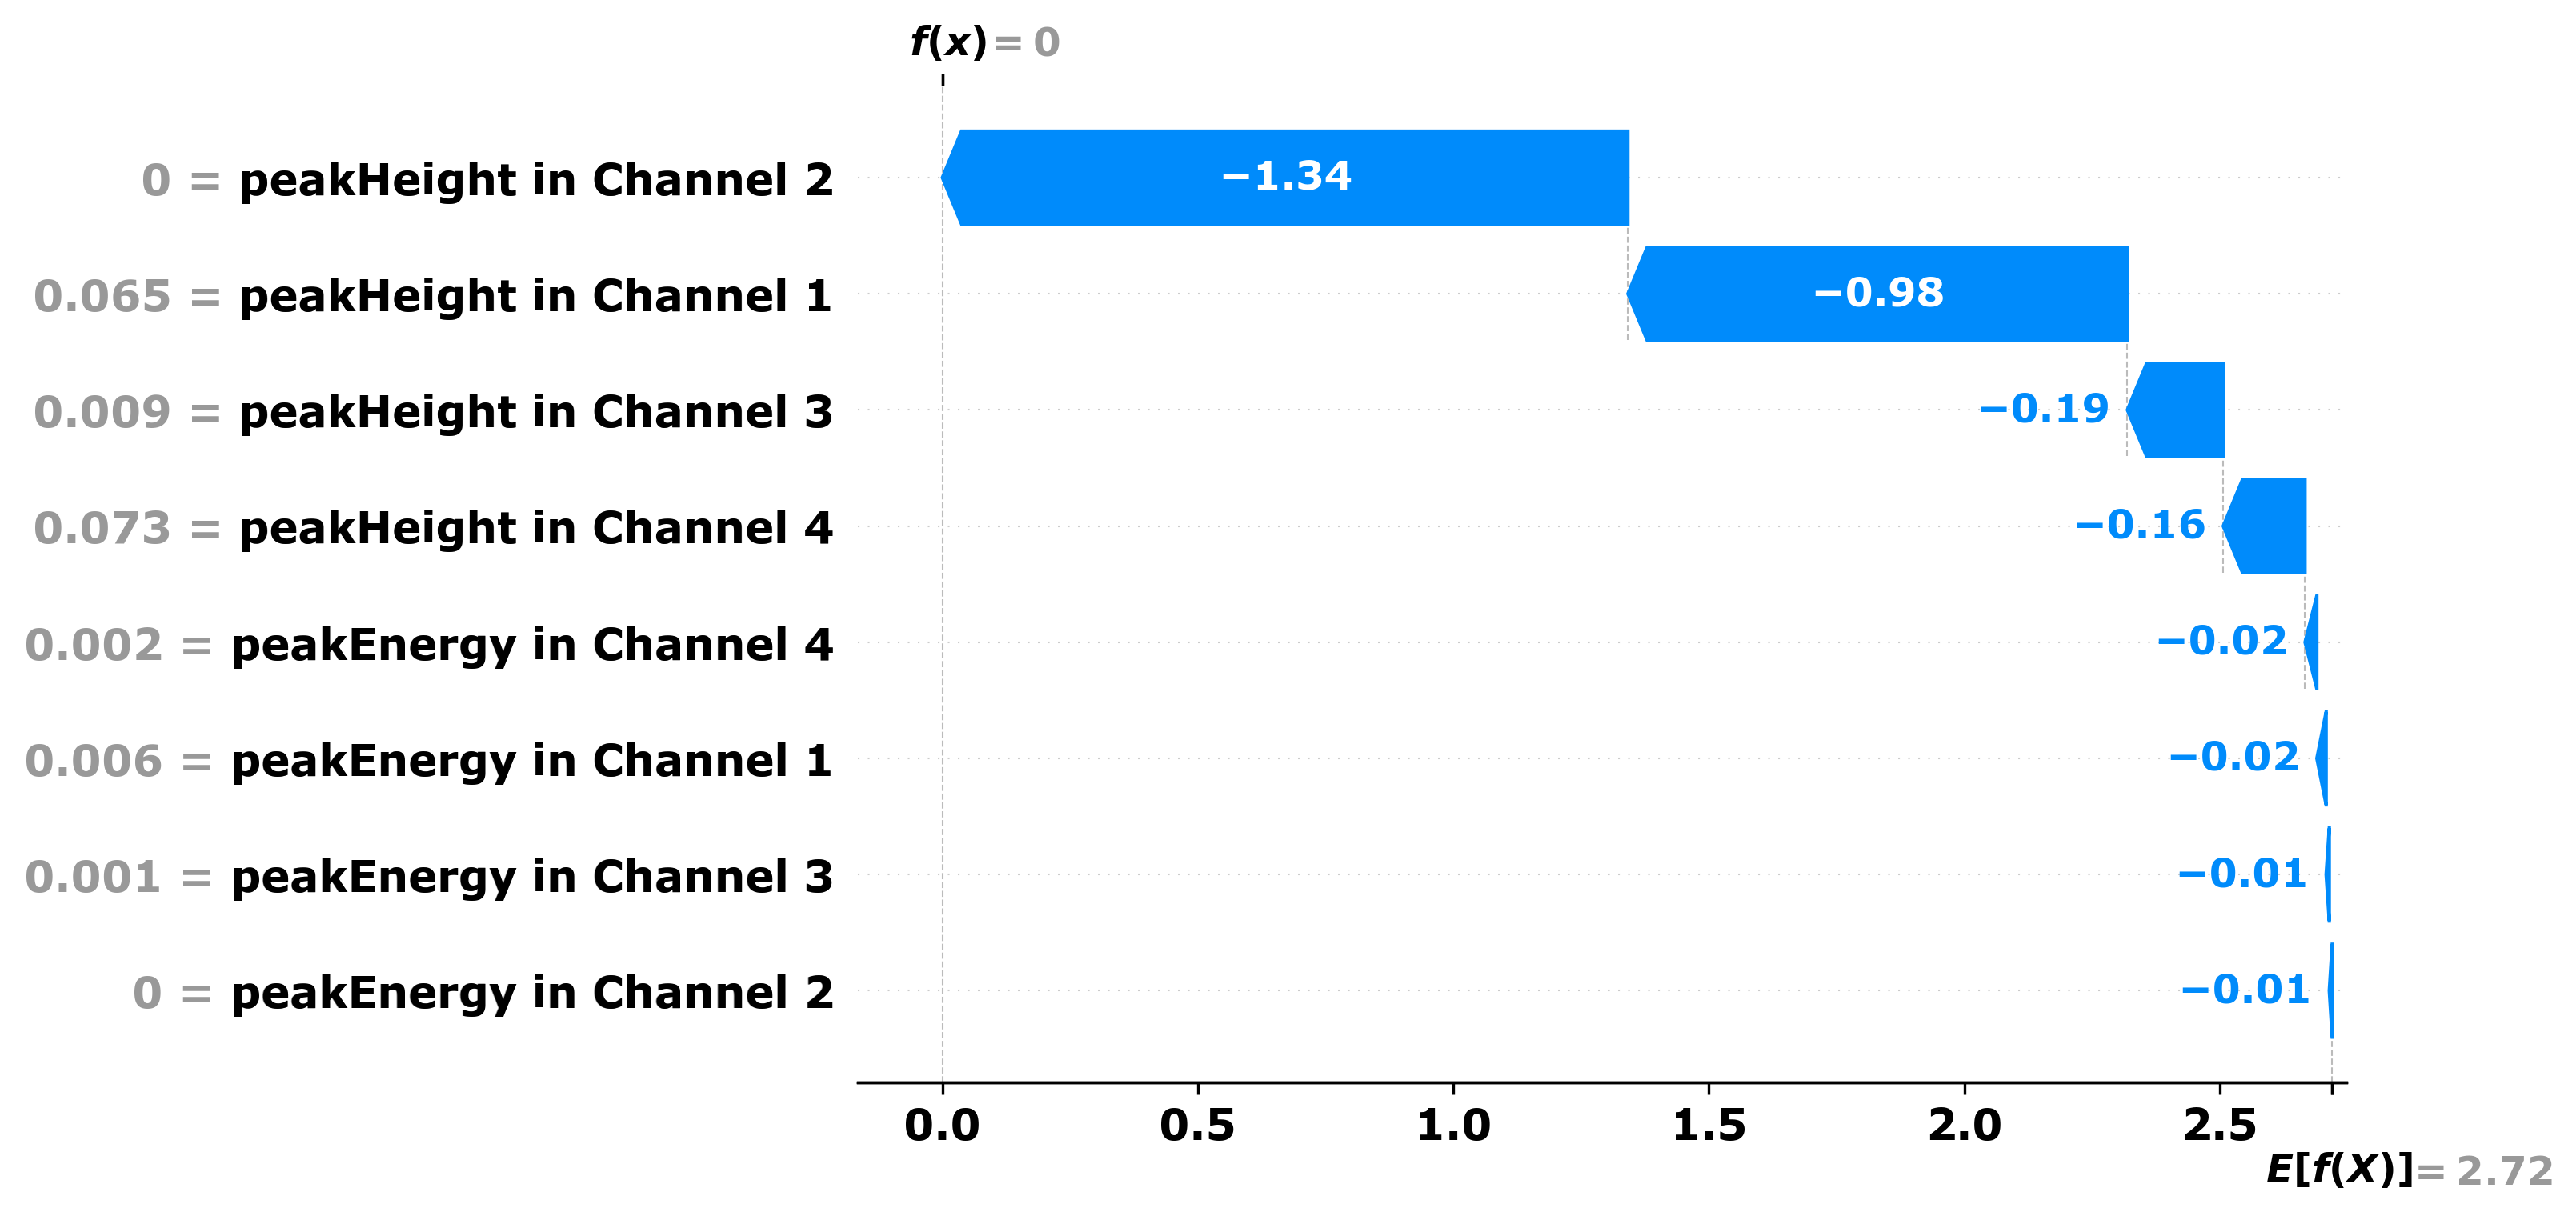 f(x) = 0
0 = peakHeight in Channel 2
−1.34
0.065 = peakHeight in Channel 1
−0.98
0.009 = peakHeight in Channel 3
−0.19
0.073 = peakHeight in Channel 4
−0.16
0.002 = peakEnergy in Channel 4
−0.02
0.006 = peakEnergy in Channel 1
−0.02
0.001 = peakEnergy in Channel 3
−0.01
0 = peakEnergy in Channel 2
−0.01
0.0 0.5 1.0 1.5 2.0 2.5
E[f(X)] = 2.72